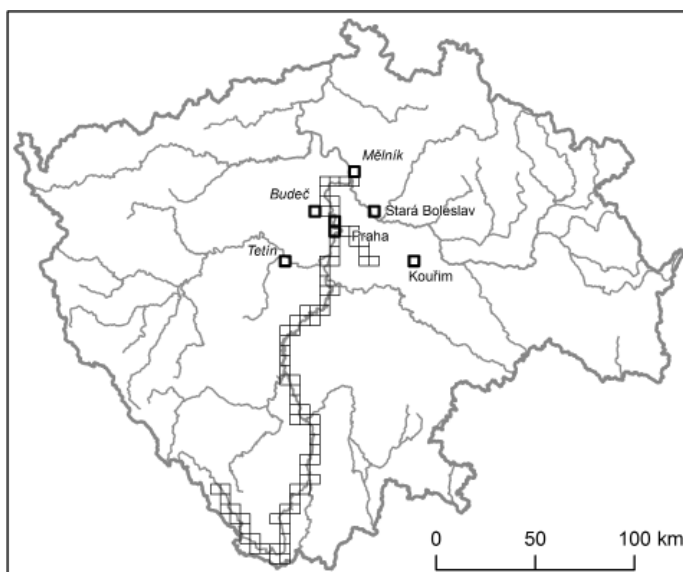 Mělník
Budeč
Stará Boleslav
Praha
Tetín
Kouřim
0 50 100 km